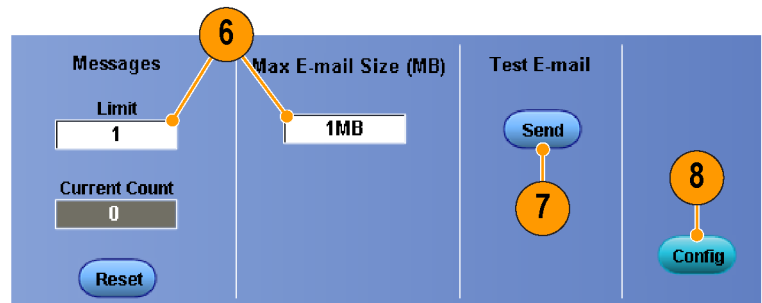 6
Messages
Max E-mail Size (MB)
Test E-mail
Limit
1
1MB
Send
Current Count
0
7
8
Reset
Config